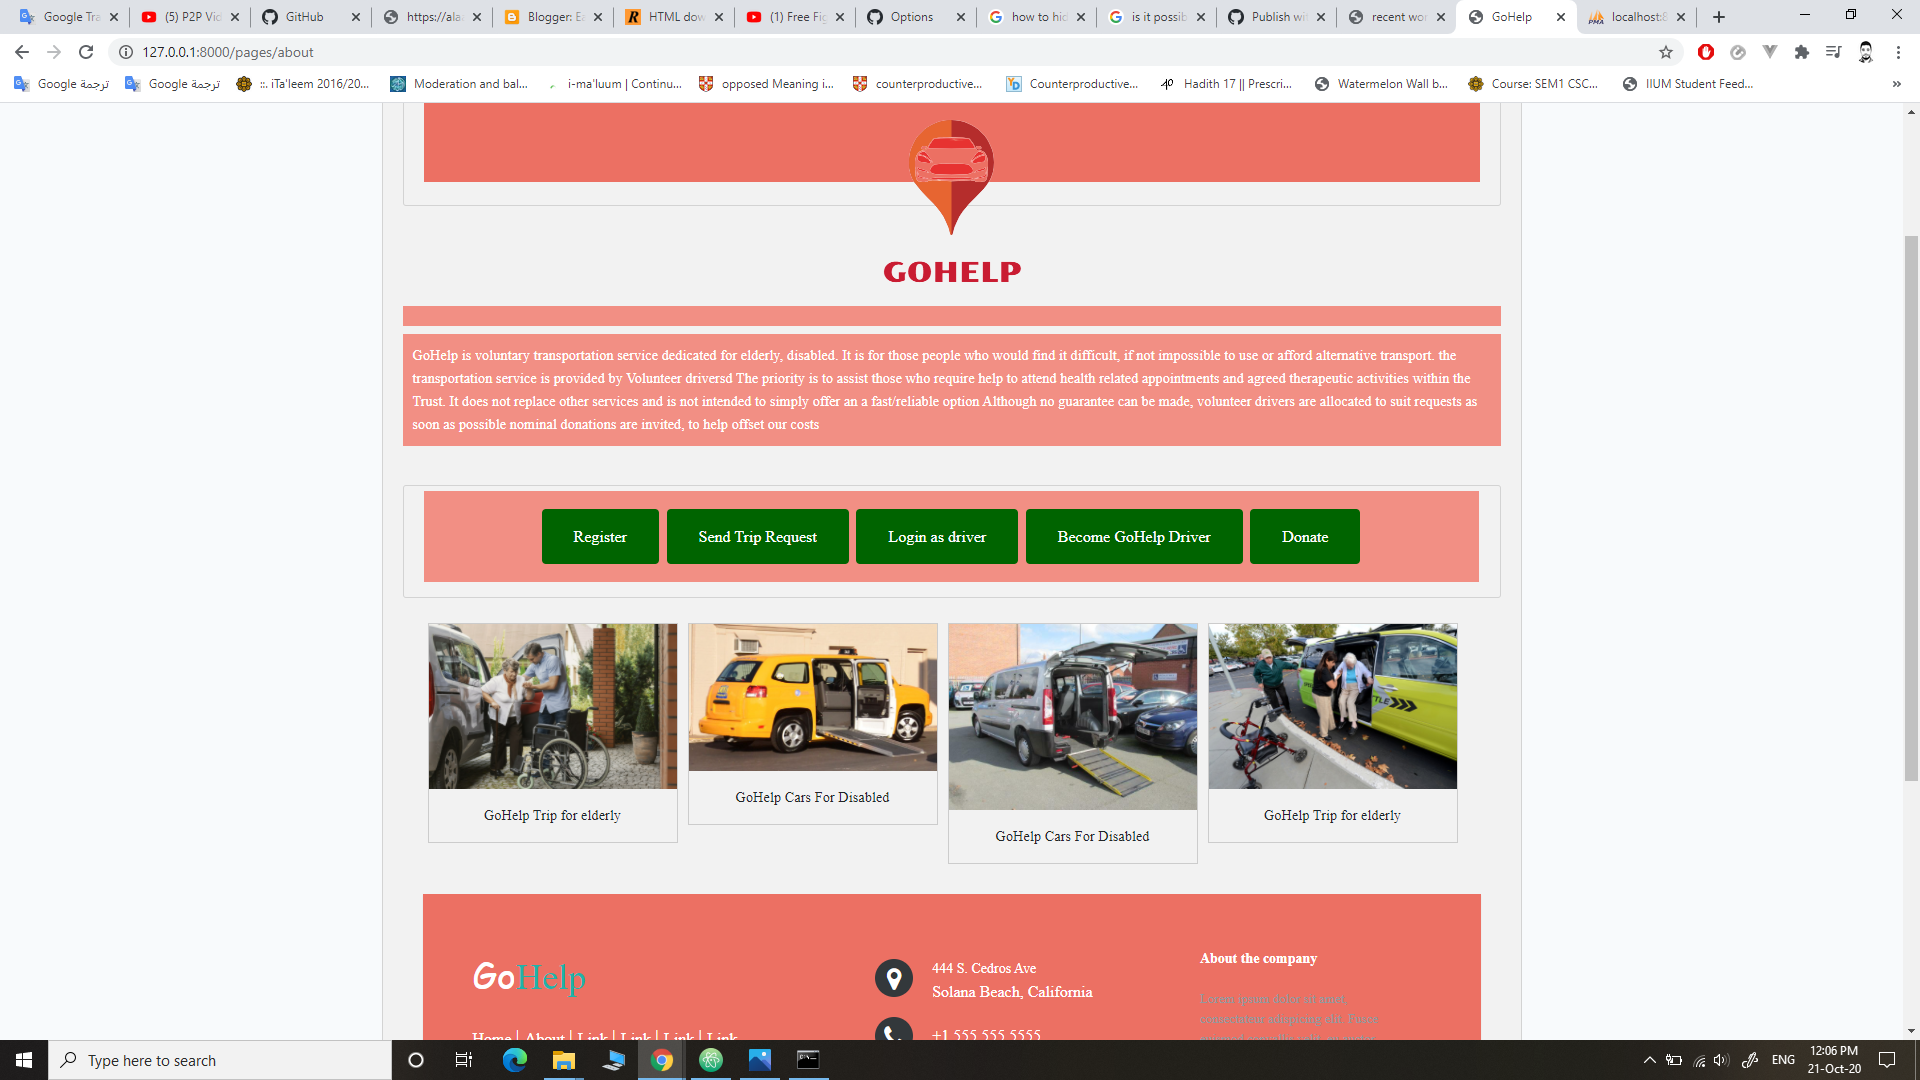 Google Tra
(5) P2P Vid
GitHub
https://ala
Blogger: E
HTML dow
(1) Free Fig
Options
how to hid
is it possib
Publish wi
recent wor
GoHelp
localhost:8
127.0.0.1:8000/pages/about
Google ترجمة
Google ترجمة
::. iTa'leem 2016/20...
Moderation and bal...
i-ma'luum | Continu...
opposed Meaning i...
counterproductive...
Counterproductive...
Hadith 17 || Prescri...
Watermelon Wall b...
Course: SEM1 CSC...
IIUM Student Feed...
»
GOHELP
GoHelp is voluntary transportation service dedicated for elderly, disabled. It is for those people who would find it difficult, if not impossible to use or afford alternative transport. the
transportation service is provided by Volunteer driversd The priority is to assist those who require help to attend health related appointments and agreed therapeutic activities within the
Trust. It does not replace other services and is not intended to simply offer an a fast/reliable option Although no guarantee can be made, volunteer drivers are allocated to suit requests as
soon as possible nominal donations are invited, to help offset our costs
Register
Send Trip Request
Login as driver
Become GoHelp Driver
Donate
GoHelp Trip for elderly
GoHelp Cars For Disabled
GoHelp Cars For Disabled
GoHelp Trip for elderly
GoHelp
Home | About | Link | Link | Link | Link
444 S. Cedros Ave
Solana Beach, California
+1 555 555 5555
About the company
Lorem ipsum dolor sit amet,
consectateur adispicing elit. Fusce
Type here to search
ENG
12:06 PM
21-Oct-20